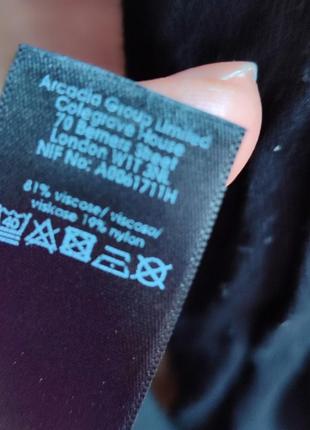 Arcadia Group Limited
Colegrave House
70 Berners Street
London W1T 3NL
NIF No: A8061711H
81% viscose/ viscosa/
viskose 19% nylon